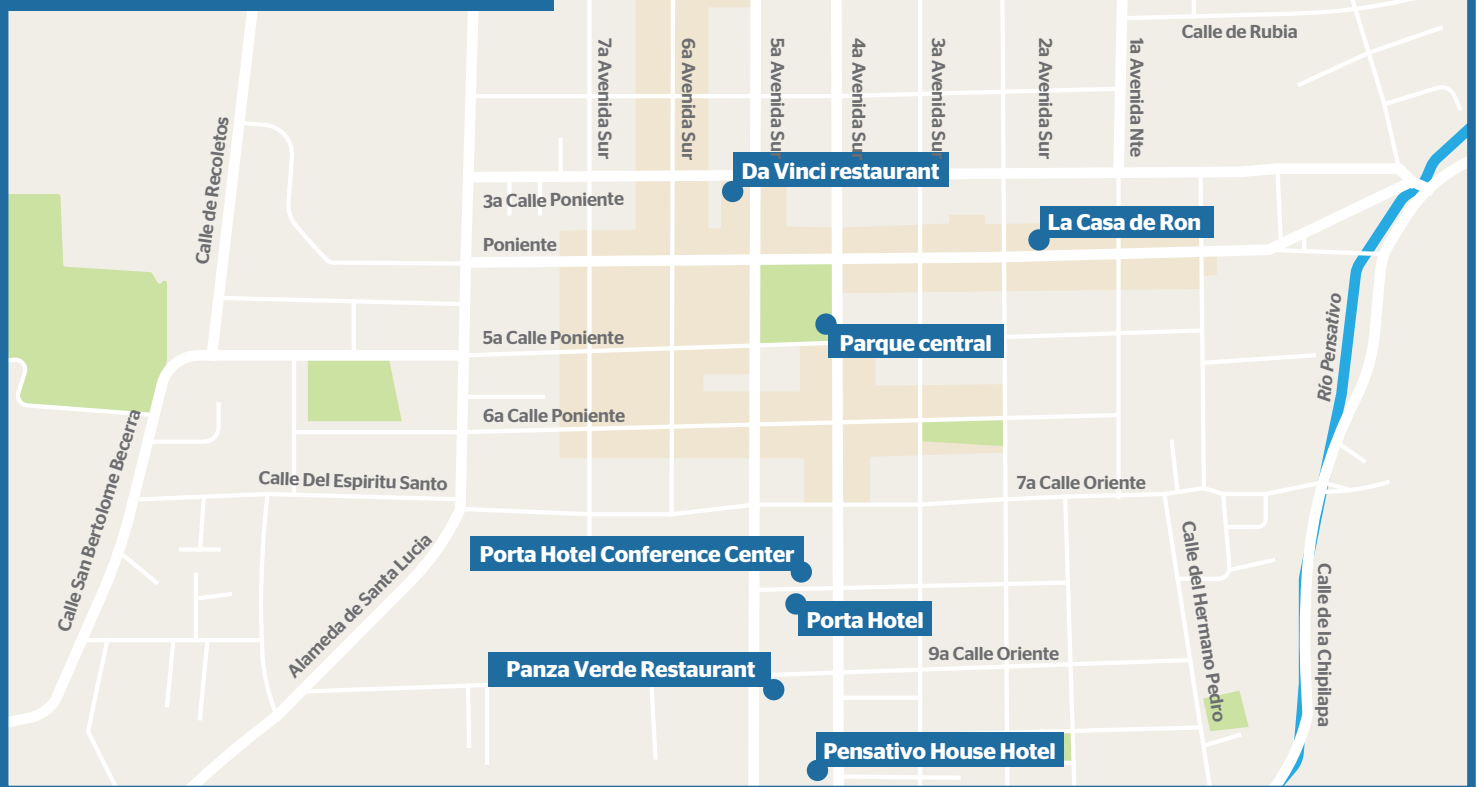 Calle de Rubia
7a Avenida Sur
6a Avenida Sur
5a Avenida Sur
4a Avenida Sur
3a Avenida Sur
2a Avenida Sur
1a Avenida Nte
Calle de Recoletos
Da Vinci restaurant
3a Calle Poniente
La Casa de Ron
Poniente
5a Calle Poniente
Parque central
Río Pensativo
6a Calle Poniente
Calle San Bertolome Becerra
Calle Del Espiritu Santo
7a Calle Oriente
Alameda de Santa Lucia
Porta Hotel Conference Center
Calle del Hermano Pedro
Calle de la Chipilapa
Porta Hotel
9a Calle Oriente
Panza Verde Restaurant
Pensativo House Hotel